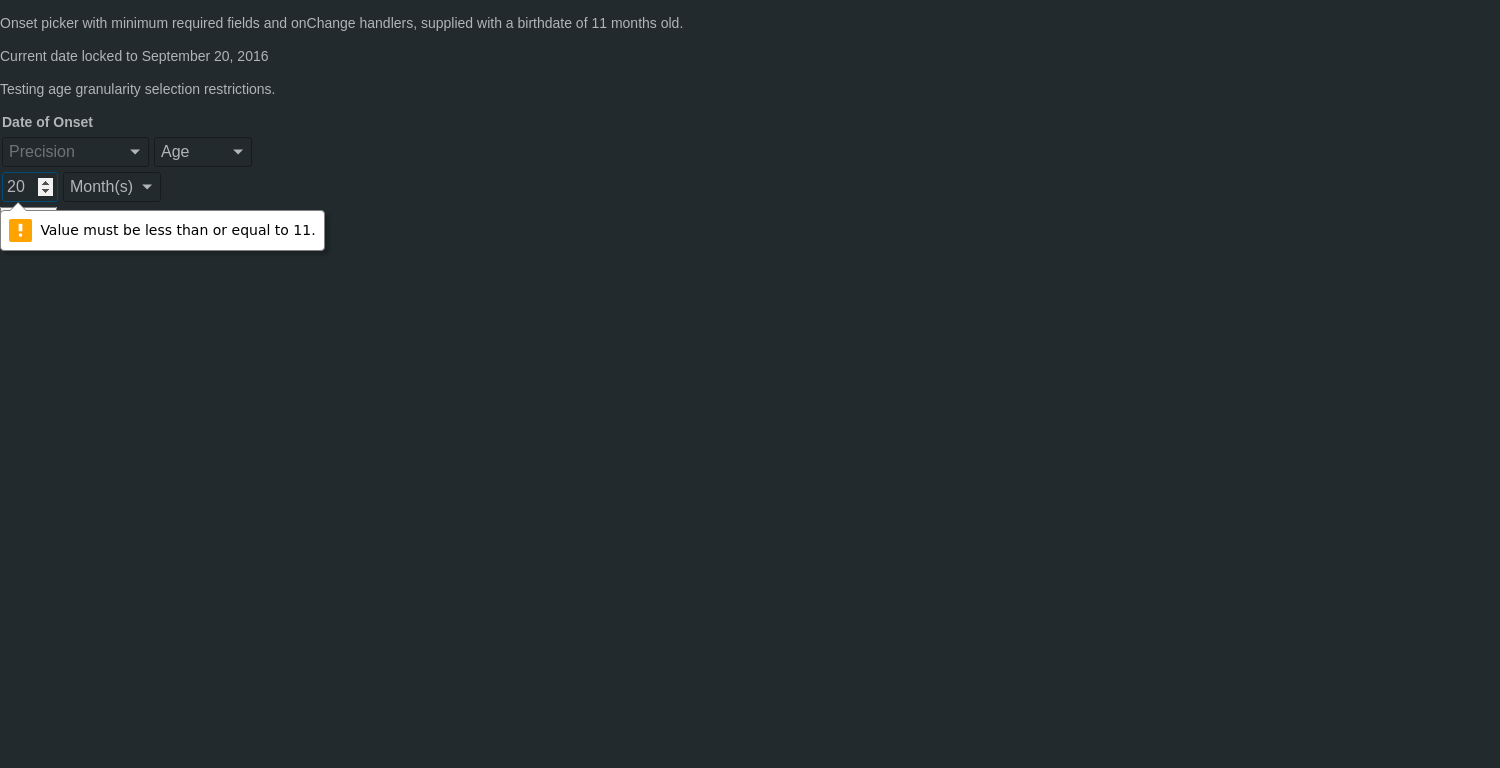 Onset picker with minimum required fields and onChange handlers, supplied with a birthdate of 11 months old.
Current date locked to September 20, 2016
Testing age granularity selection restrictions.
Date of Onset
Precision Age
20 Month(s)
Value must be less than or equal to 11.